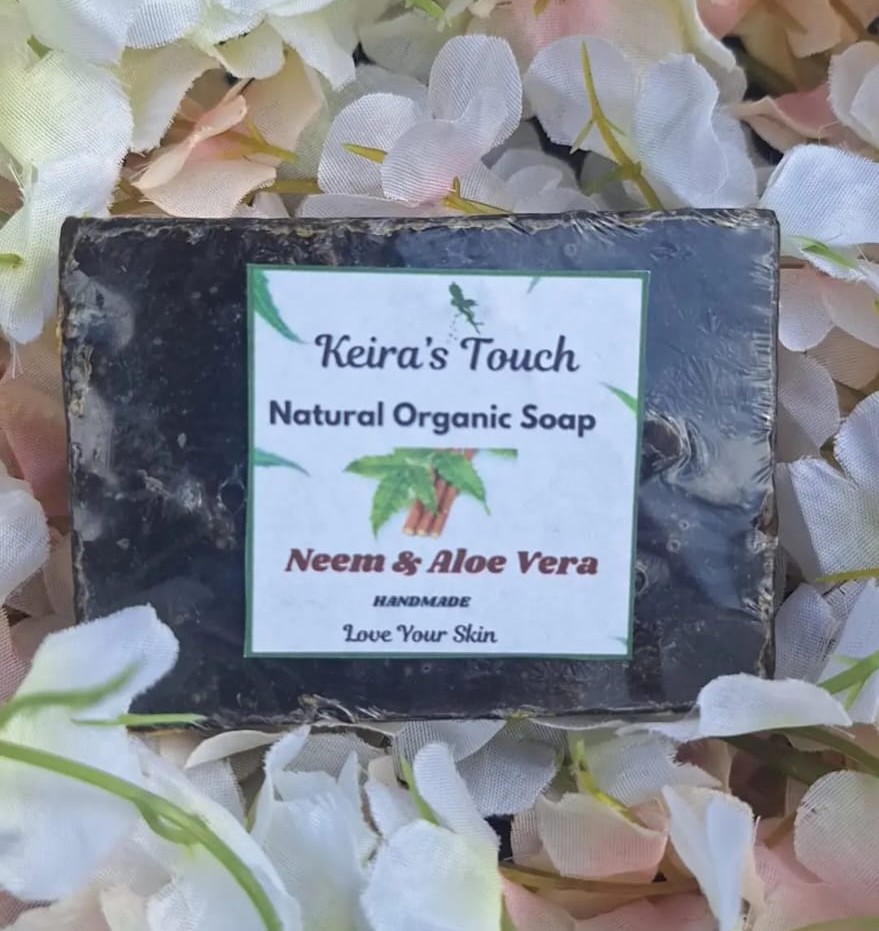 Keira's Touch
Natural Organic Soap
Neem & Aloe Vera
HANDMADE
Love Your Skin